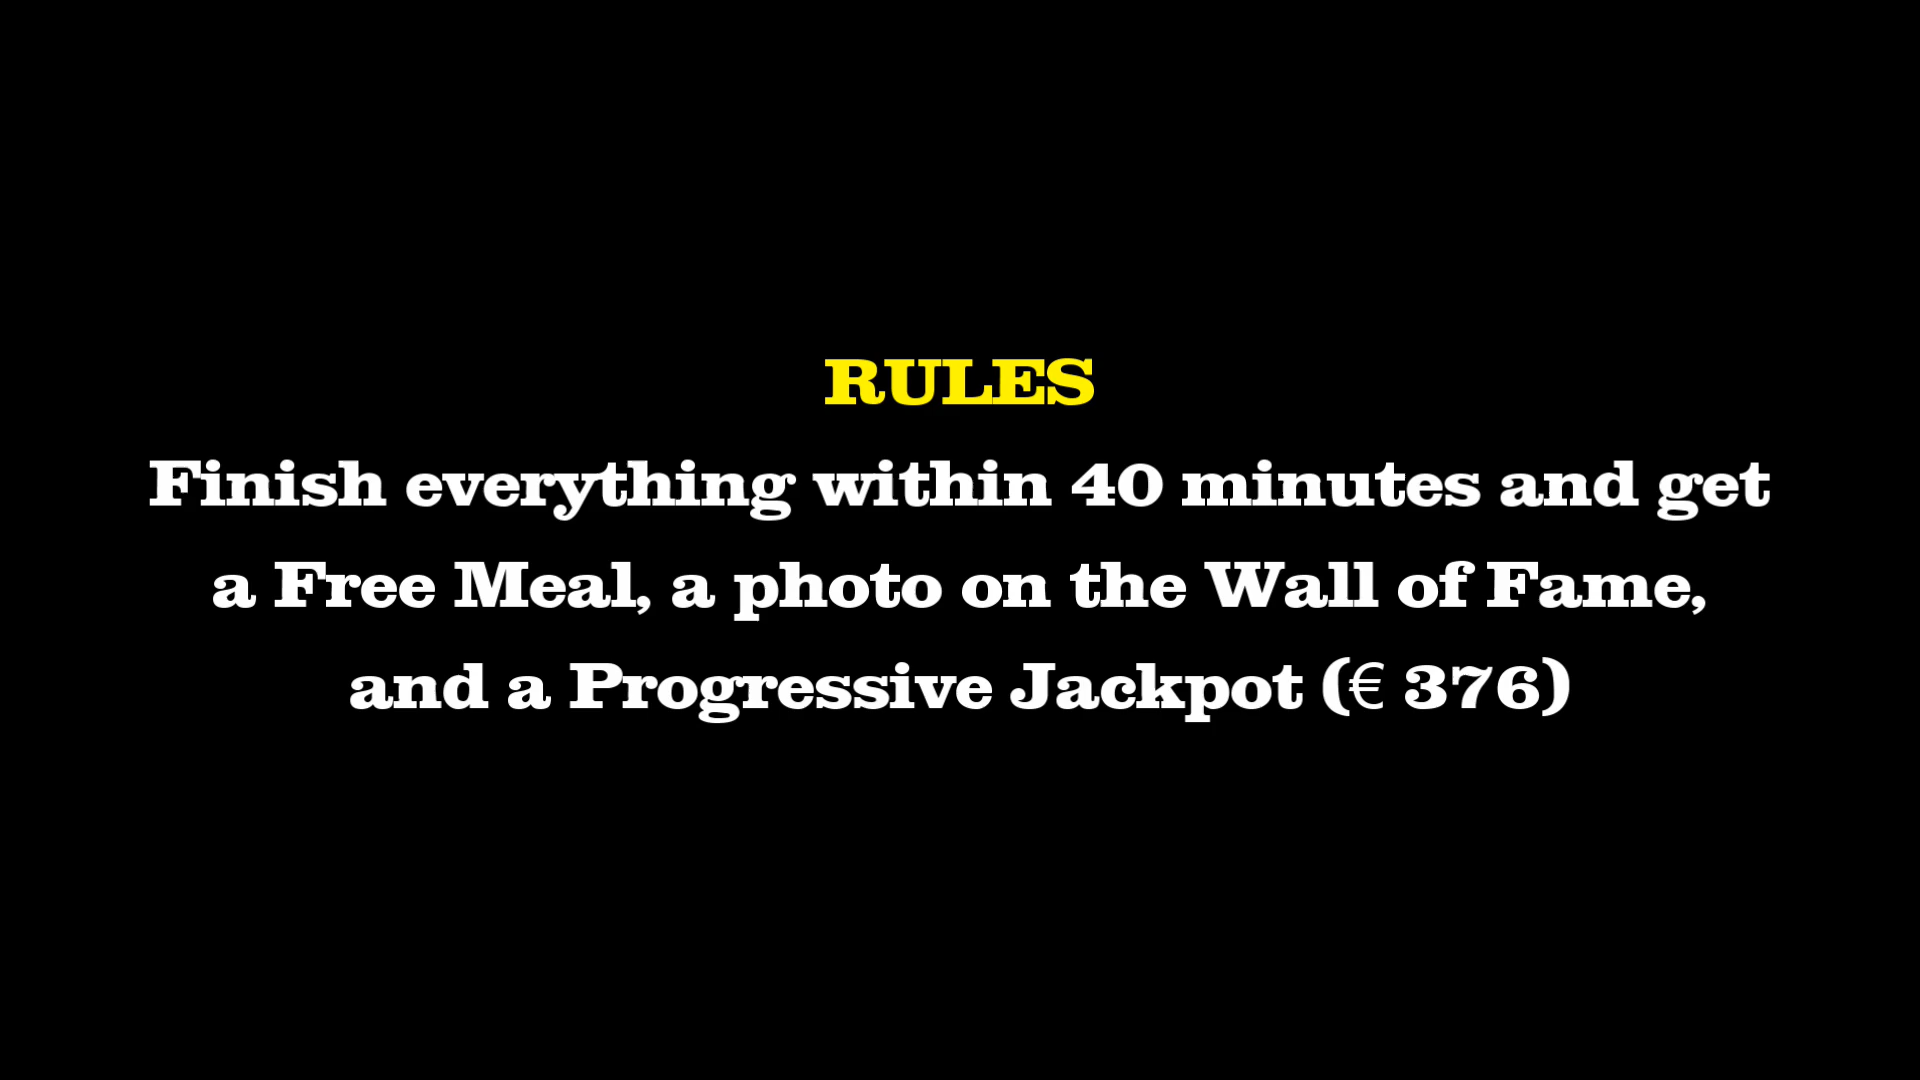 RULES
Finish everything within 40 minutes and get
a Free Meal, a photo on the Wall of Fame,
and a Progressive Jackpot (€ 376)